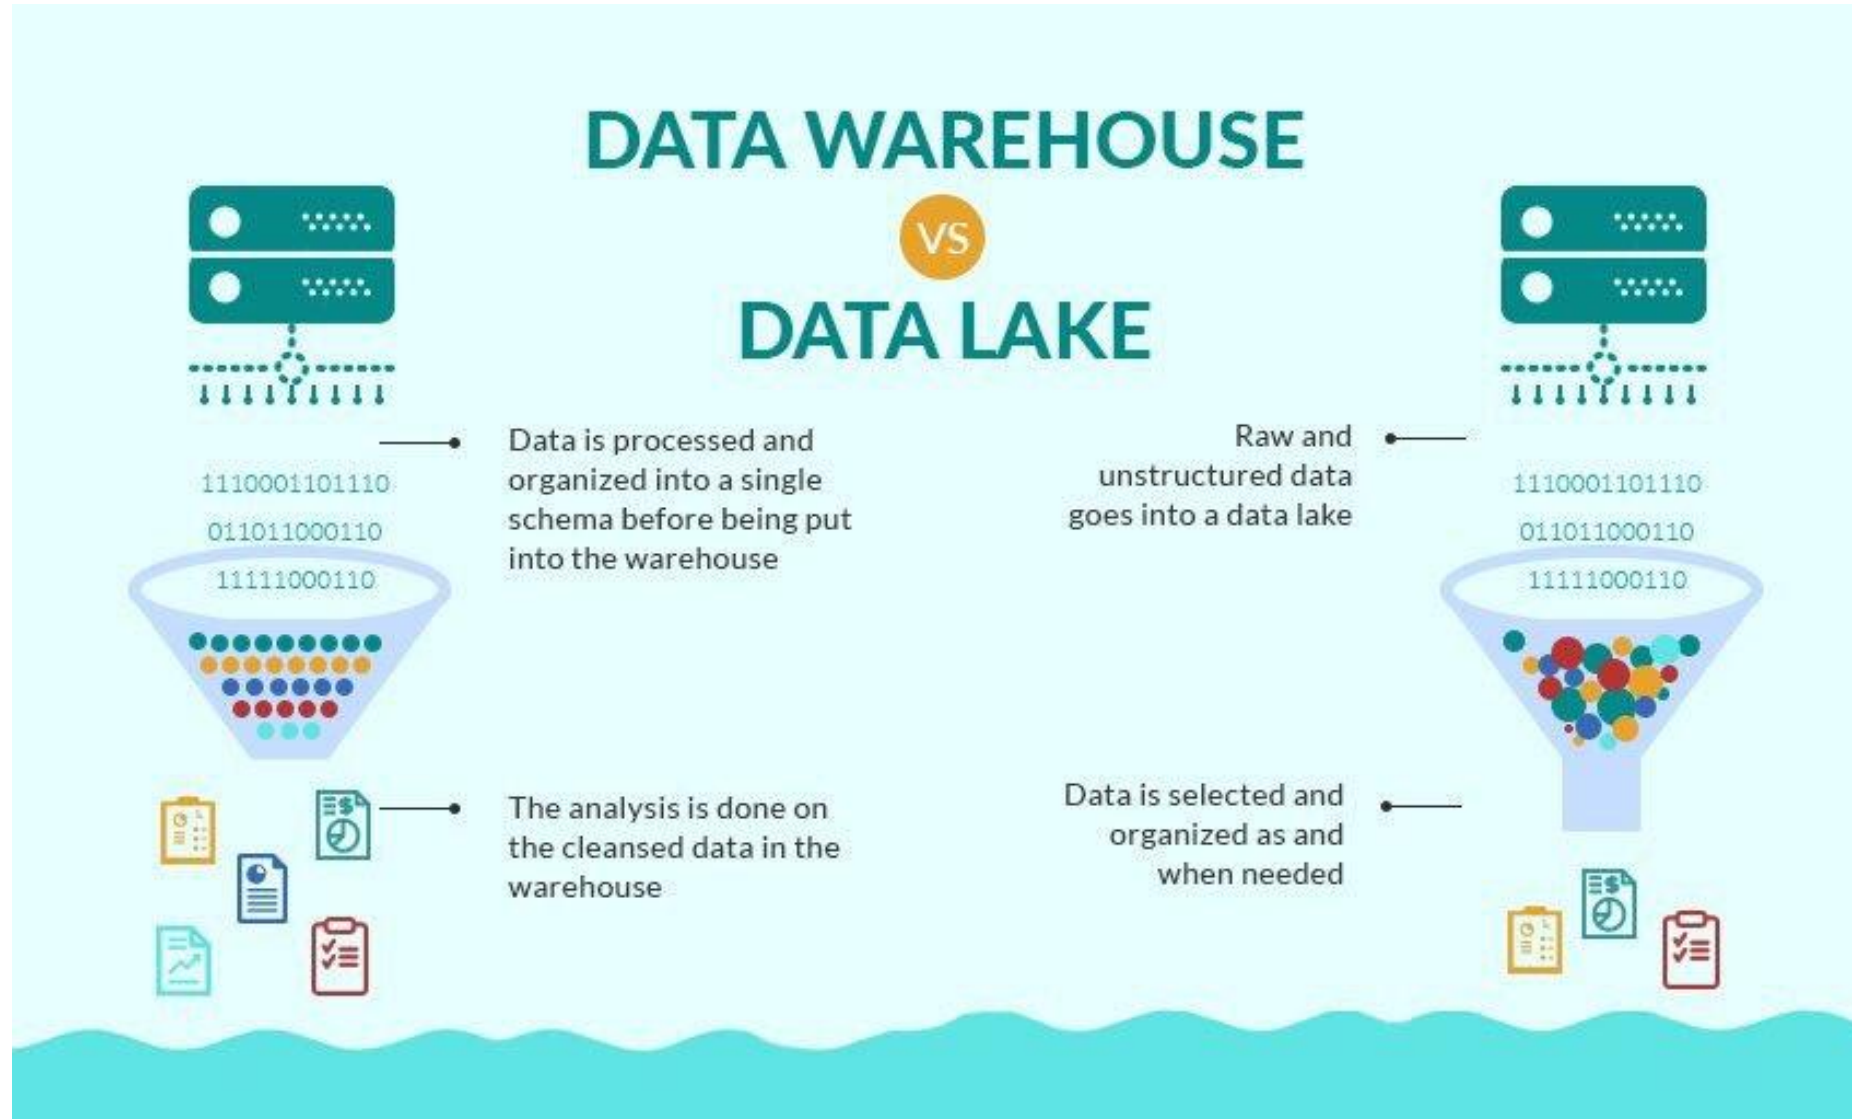 DATA WAREHOUSE
VS
DATA LAKE
Data is processed and
organized into a single
schema before being put
into the warehouse
Raw and
unstructured data
goes into a data lake
1110001101110
011011000110
11111000110
1110001101110
011011000110
11111000110
The analysis is done on
the cleansed data in the
warehouse
Data is selected and
organized as and
when needed
$
$